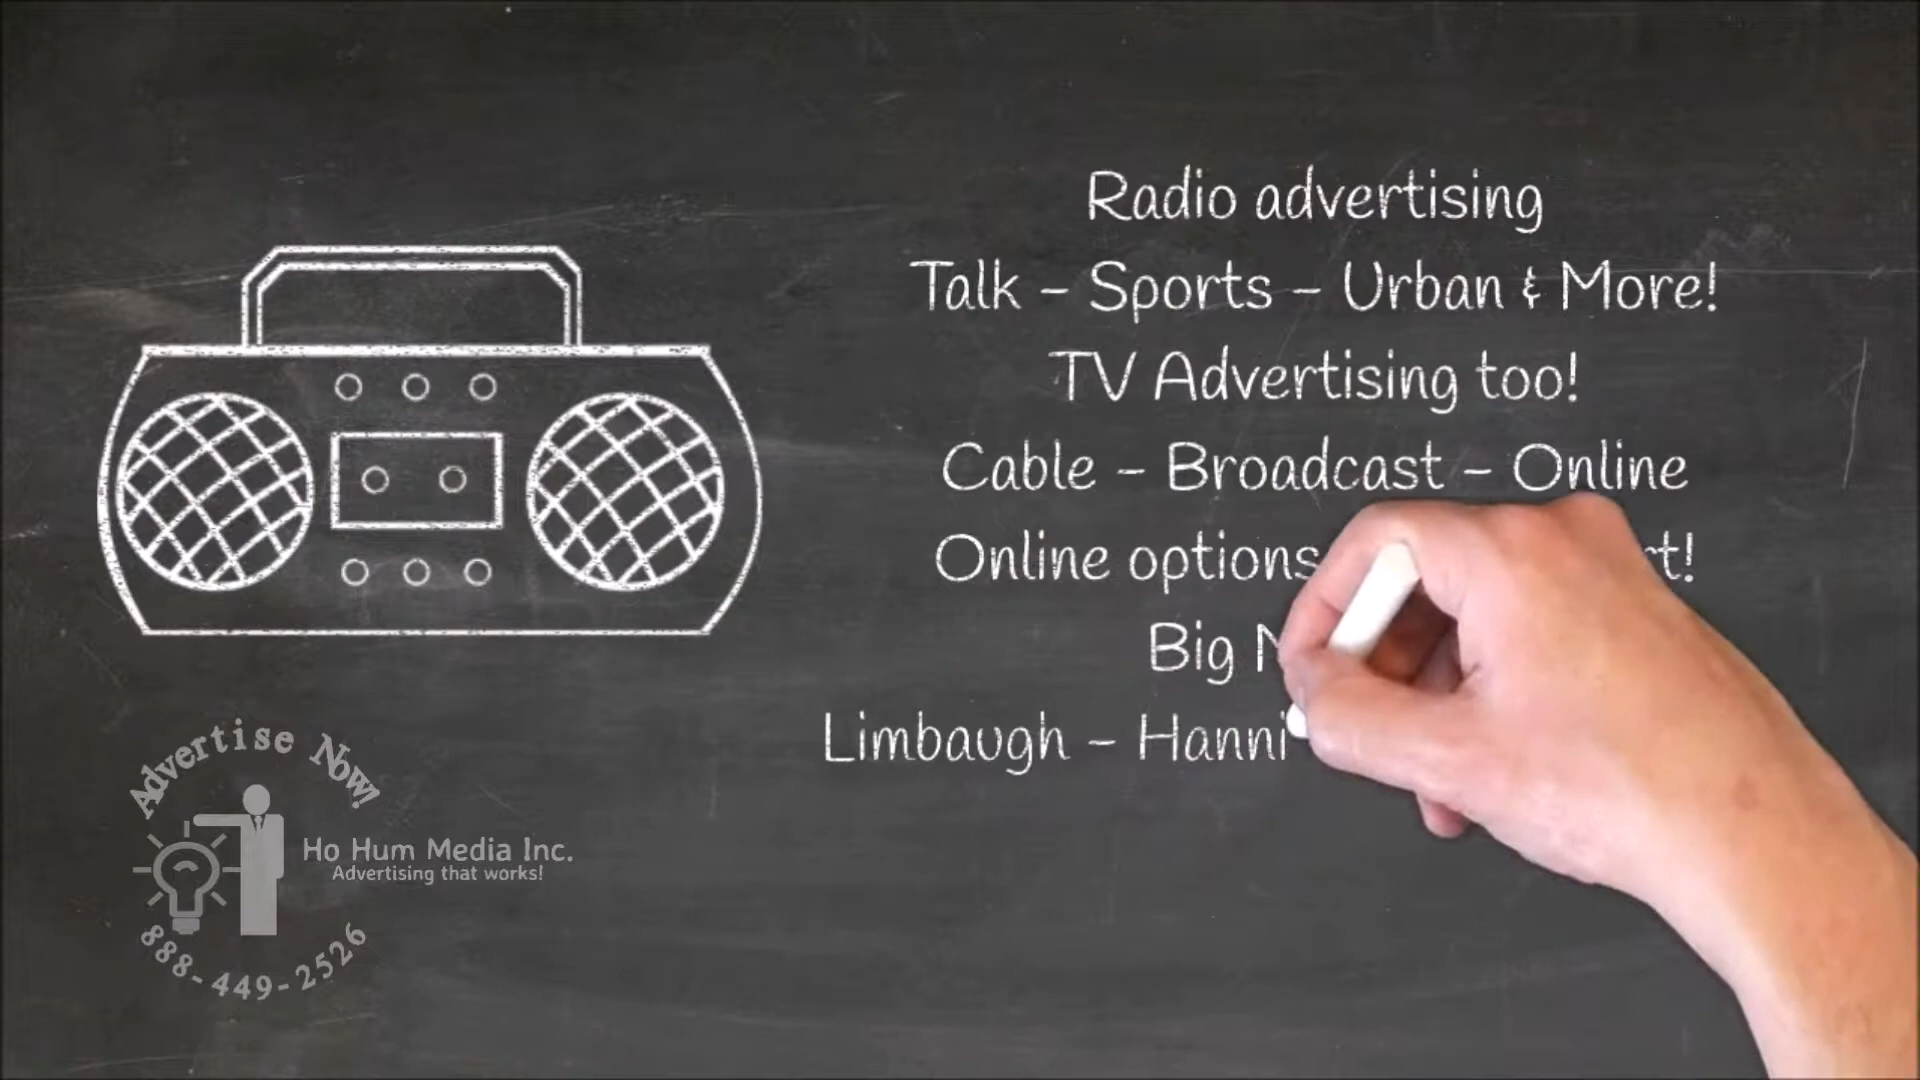 Radio advertising
Talk - Sports - Urban & More!
TV Advertising too!
Cable - Broadcast - Online
Online options
Big
Limbaugh - Hanni
Advertise Now!
Ho Hum Media Inc.
Advertising that works!
888-449-2526